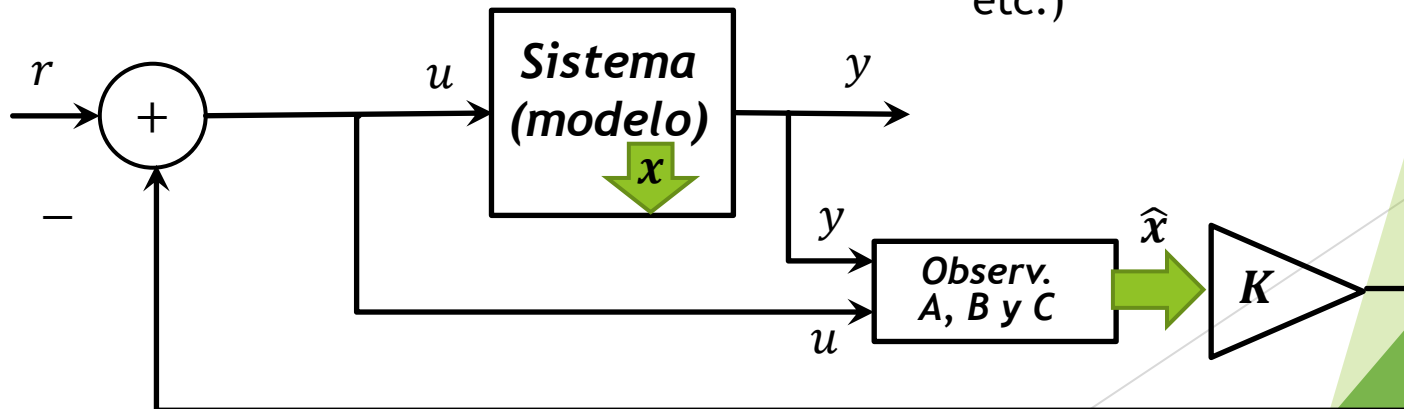 etc.)
r
+
−
u
Sistema
(modelo)
x
y
y
u
Observ.
A, B y C
x̂
K